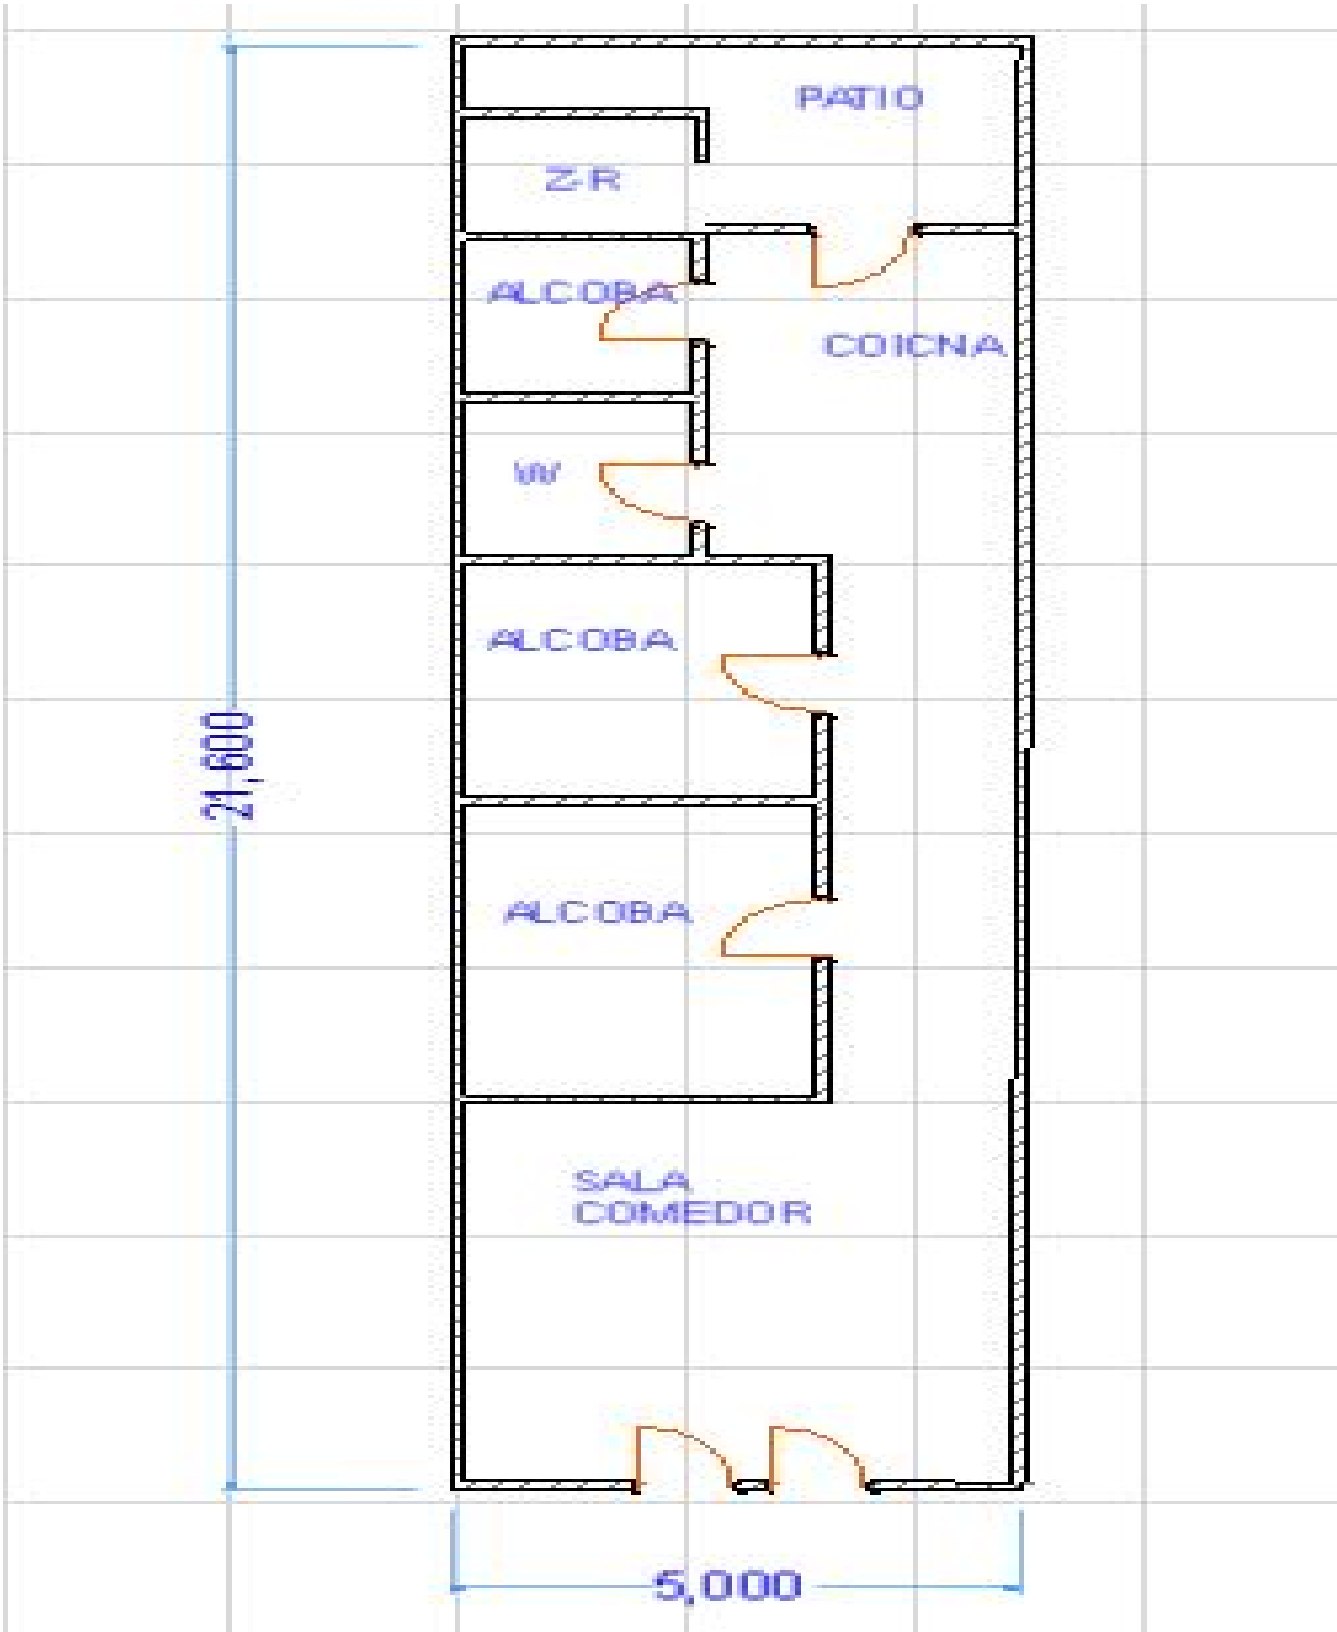 PATIO
Z-R
ALCOBA
COICNA
W
ALCOBA
21,600
ALCOBA
SALA
COMEDOR
5,000